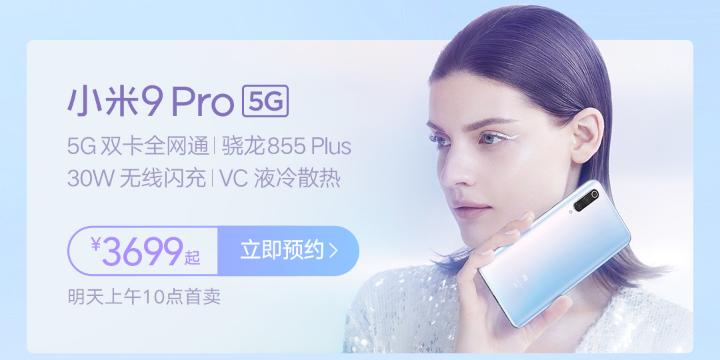 小米9 Pro 5G
5G 双卡全网通|骁龙855 Plus
30W 无线闪充|VC 液冷散热
¥3699起 立即预约>
明天上午10点首卖